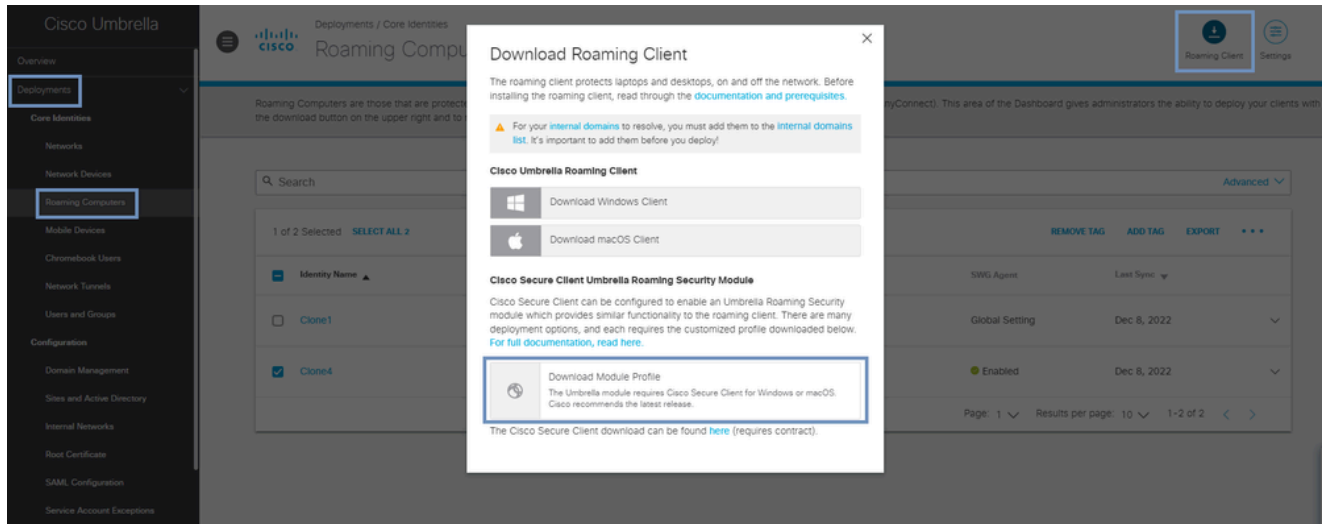 Cisco Umbrella
Overview
Deployments
Core Identities
Networks
Network Devices
Roaming Computers
Mobile Devices
Chromebook Users
Network Tunnels
Users and Groups
Configuration
Domain Management
Sites and Active Directory
Internal Networks
Root Certificate
SAML Configuration
Service Account Exceptions
CISCO
Deployments / Core Identities
Roaming Compu
Roaming Client
Settings
Roaming Computers are those that are protecte
nyConnect). This area of the Dashboard gives administrators the ability to deploy your clients with
the download button on the upper right and to
Search
Advanced
1 of 2 Selected SELECT ALL 2
REMOVE TAG ADD TAG EXPORT
Identity Name
SWG Agent
Last Sync
Clone1
Global Setting
Dec 8, 2022
Clone4
Enabled
Dec 8, 2022
Page: 1 Results per page: 10 1-2 of 2 < >
Download Roaming Client
The roaming client protects laptops and desktops, on and off the network. Before
installing the roaming client, read through the documentation and prerequisites.
For your internal domains to resolve, you must add them to the internal domains
list. It's important to add them before you deploy!
Cisco Umbrella Roaming Client
Download Windows Client
Download macOS Client
Cisco Secure Client Umbrella Roaming Security Module
Cisco Secure Client can be configured to enable an Umbrella Roaming Security
module which provides similar functionality to the roaming client. There are many
deployment options, and each requires the customized profile downloaded below.
For full documentation, read here.
Download Module Profile
The Umbrella module requires Cisco Secure Client for Windows or macOS.
Cisco recommends the latest release.
The Cisco Secure Client download can be found here (requires contract).